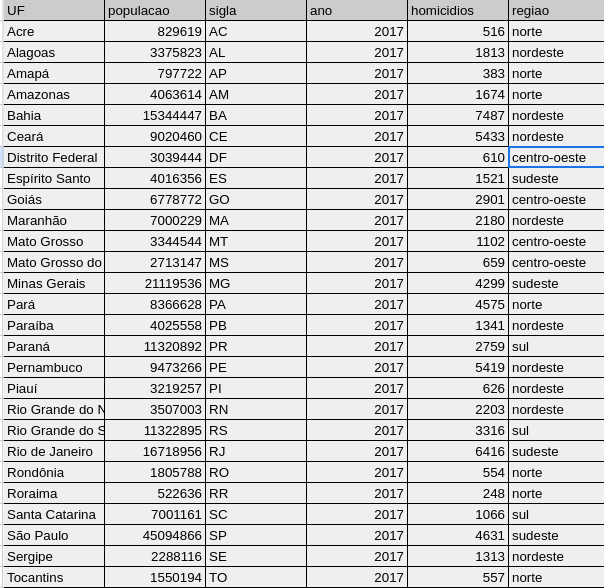 UF populacao sigla ano homicidios regiao
Acre 829619 AC 2017 516 norte
Alagoas 3375823 AL 2017 1813 nordeste
Amapá 797722 AP 2017 383 norte
Amazonas 4063614 AM 2017 1674 norte
Bahia 15344447 BA 2017 7487 nordeste
Ceará 9020460 CE 2017 5433 nordeste
Distrito Federal 3039444 DF 2017 610 centro-oeste
Espírito Santo 4016356 ES 2017 1521 sudeste
Goiás 6778772 GO 2017 2901 centro-oeste
Maranhão 7000229 MA 2017 2180 nordeste
Mato Grosso 3344544 MT 2017 1102 centro-oeste
Mato Grosso do 2713147 MS 2017 659 centro-oeste
Minas Gerais 21119536 MG 2017 4299 sudeste
Pará 8366628 PA 2017 4575 norte
Paraíba 4025558 PB 2017 1341 nordeste
Paraná 11320892 PR 2017 2759 sul
Pernambuco 9473266 PE 2017 5419 nordeste
Piauí 3219257 PI 2017 626 nordeste
Rio Grande do N 3507003 RN 2017 2203 nordeste
Rio Grande do S 11322895 RS 2017 3316 sul
Rio de Janeiro 16718956 RJ 2017 6416 sudeste
Rondônia 1805788 RO 2017 554 norte
Roraima 522636 RR 2017 248 norte
Santa Catarina 7001161 SC 2017 1066 sul
São Paulo 45094866 SP 2017 4631 sudeste
Sergipe 2288116 SE 2017 1313 nordeste
Tocantins 1550194 TO 2017 557 norte